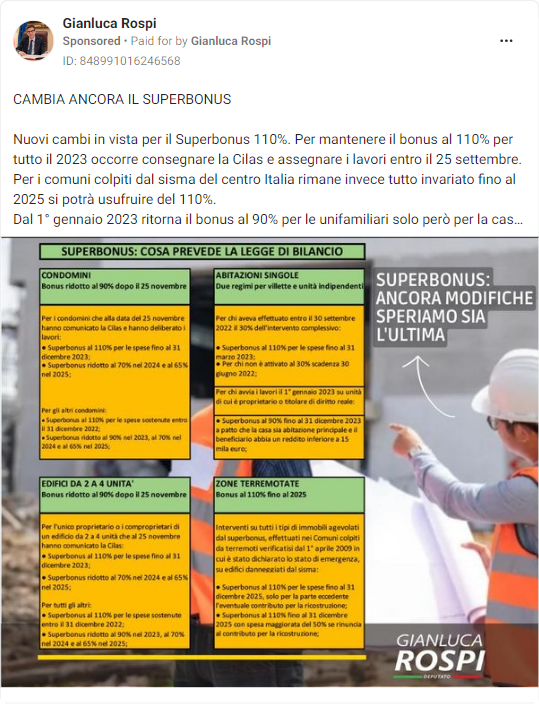 Gianluca Rospi
Sponsored • Paid for by Gianluca Rospi
ID: 848991016246568
CAMBIA ANCORA IL SUPERBONUS
Nuovi cambi in vista per il Superbonus 110%. Per mantenere il bonus al 110% per
tutto il 2023 occorre consegnare la Cilas e assegnare i lavori entro il 25 settembre.
Per i comuni colpiti dal sisma del centro Italia rimane invece tutto invariato fino al
2025 si potrà usufruire del 110%.
Dal 1° gennaio 2023 ritorna il bonus al 90% per le unifamiliari solo però per la cas...
SUPERBONUS: COSA PREVEDE LA LEGGE DI BILANCIO
CONDOMINI
Bonus ridotto al 90% dopo il 25 novembre
Per i condomini che alla data del 25 novembre
hanno comunicato la Cilas e hanno deliberato i
lavori:
● Superbonus al 110% per le spese fino al 31
dicembre 2023;
● Superbonus ridotto al 70% nel 2024 e al 65%
nel 2025;
Per gli altri condomini:
● Superbonus al 110% per le spese sostenute entro
il 31 dicembre 2022;
● Superbonus ridotto al 90% nel 2023, al 70% nel
2024 e al 65% nel 2025;
ABITAZIONI SINGOLE
Due regimi per villette e unità indipendenti
Per chi aveva effettuato entro il 30 settembre
2022 il 30% dell'intervento complessivo:
● Superbonus al 110% per le spese fino al 31
marzo 2023;
● Per chi non è attivato al 30% scadenza 30
giugno 2022;
Per chi avvia i lavori il 1° gennaio 2023 su unità
di cui è proprietario o titolare di diritto reale:
● Superbonus al 90% fino al 31 dicembre 2023
a patto che la casa sia abitazione principale e il
beneficiario abbia un reddito inferiore a 15
mila euro;
EDIFICI DA 2 A 4 UNITA'
Bonus ridotto al 90% dopo il 25 novembre
Per l'unico proprietario o i comproprietari di
un edificio da 2 a 4 unità che al 25 novembre
hanno comunicato la Cilas:
● Superbonus al 110% per le spese fino al 31
dicembre 2023;
● Superbonus ridotto al 70% nel 2024 e al 65%
nel 2025;
Per tutti gli altri:
● Superbonus al 110% per le spese sostenute
entro il 31 dicembre 2022;
● Superbonus ridotto al 90% nel 2023, al 70%
nel 2024 e al 65% nel 2025;
ZONE TERREMOTATE
Bonus al 110% fino al 2025
Interventi su tutti i tipi di immobili agevolati
dal superbonus, effettuati nei Comuni colpiti
da terremoti verificatisi dal 1° aprile 2009 in
cui è stato dichiarato lo stato di emergenza,
su edifici danneggiati dal sisma:
● Superbonus al 110% per le spese fino al 31
dicembre 2025, solo per la parte eccedente
l'eventuale contributo per la ricostruzione;
● Superbonus al 110% fino al 31 dicembre
2025 con spesa maggiorata del 50% se rinuncia
al contributo per la ricostruzione;
SUPERBONUS:
ANCORA MODIFICHE
SPERIAMO SIA
L'ULTIMA
GIANLUCA
ROSPI
DEPUTATO